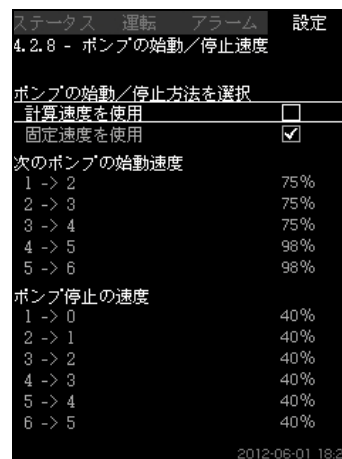 ステータス 運転 アラーム 設定
4.2.8 - ポンプの始動／停止速度
ポンプの始動／停止方法を選択
計算速度を使用
固定速度を使用
次のポンプの始動速度
1 -> 2 75%
2 -> 3 75%
3 -> 4 75%
4 -> 5 98%
5 -> 6 98%
ポンプ停止の速度
1 -> 0 40%
2 -> 1 40%
3 -> 2 40%
4 -> 3 40%
5 -> 4 40%
6 -> 5 40%
2012-06-01 18:2